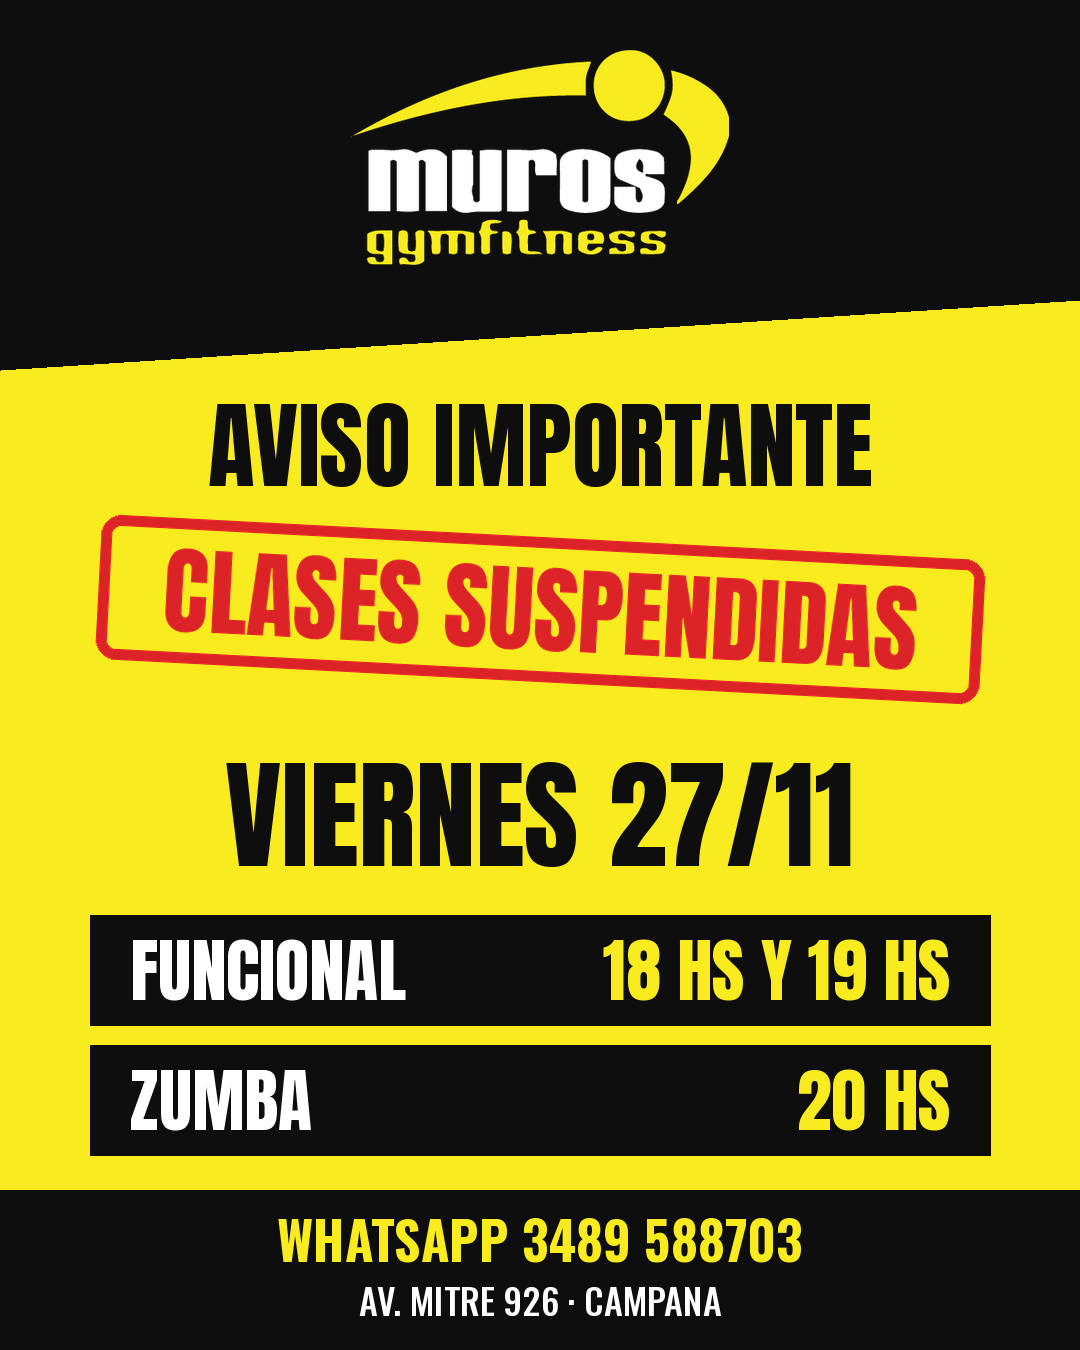 muros
gymfitness
AVISO IMPORTANTE
CLASES SUSPENDIDAS
VIERNES 27/11
FUNCIONAL 18 HS Y 19 HS
ZUMBA 20 HS
WHATSAPP 3489 588703
AV. MITRE 926 · CAMPANA